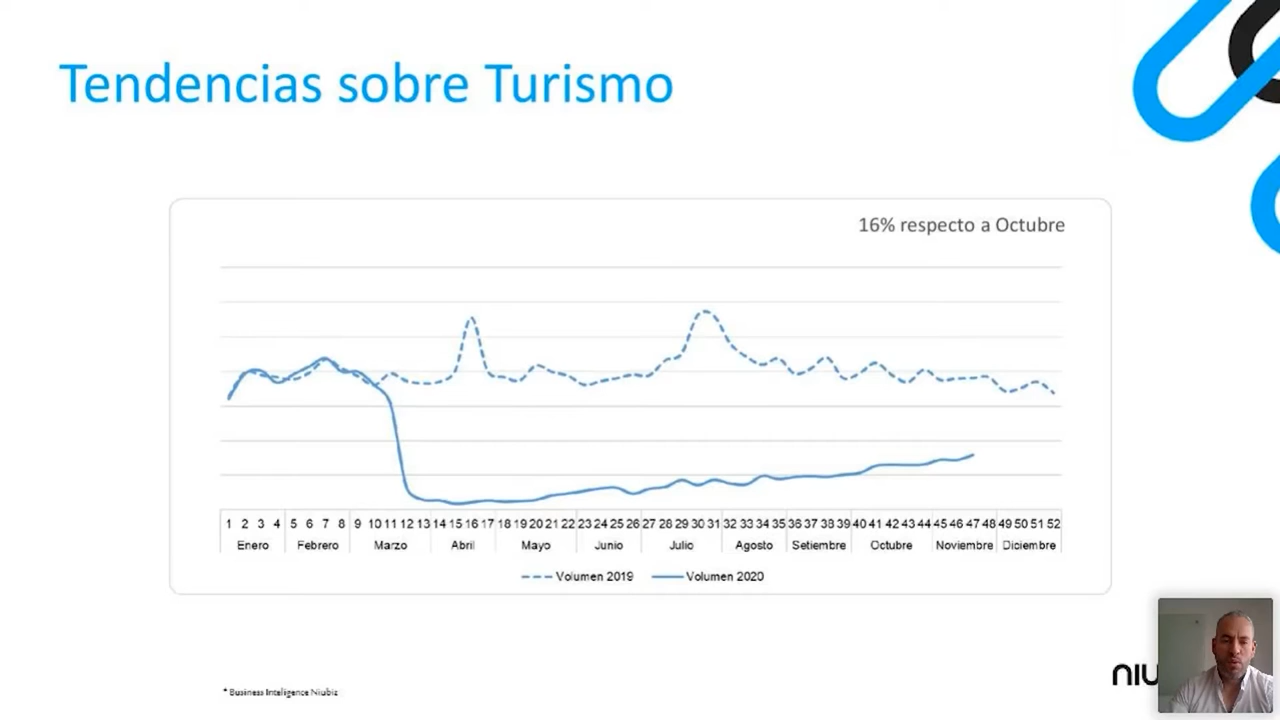 Tendencias sobre Turismo
16% respecto a Octubre
1 2 3 4 5 6 7 8 9 10 11 12 13 14 15 16 17 18 19 20 21 22 23 24 25 26 27 28 29 30 31 32 33 34 35 36 37 38 39 40 41 42 43 44 45 46 47 48 49 50 51 52
Enero Febrero Marzo Abril Mayo Junio Julio Agosto Setiembre Octubre Noviembre Diciembre
Volumen 2019 Volumen 2020
niu
* Business Inteligence Niubiz